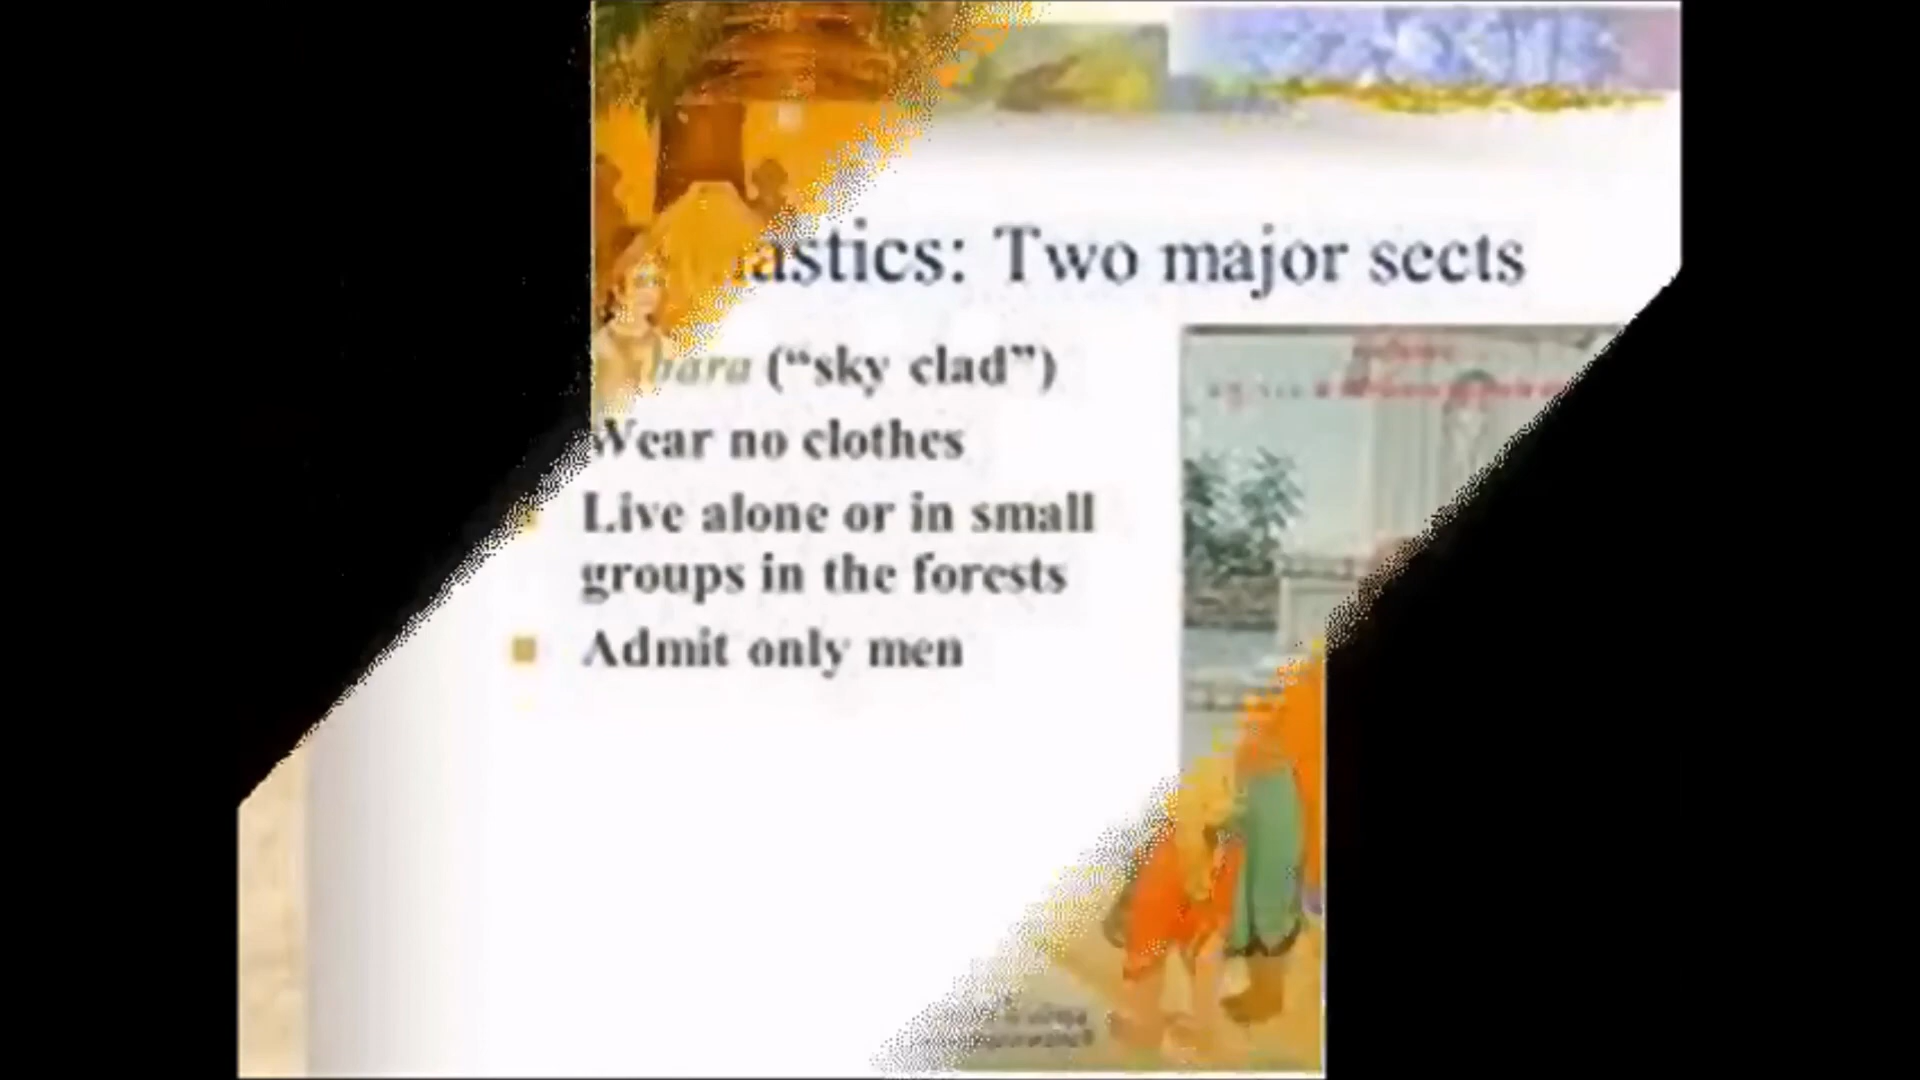 astics: Two major sects
bara (“sky clad”)
Wear no clothes
Live alone or in small
groups in the forests
Admit only men